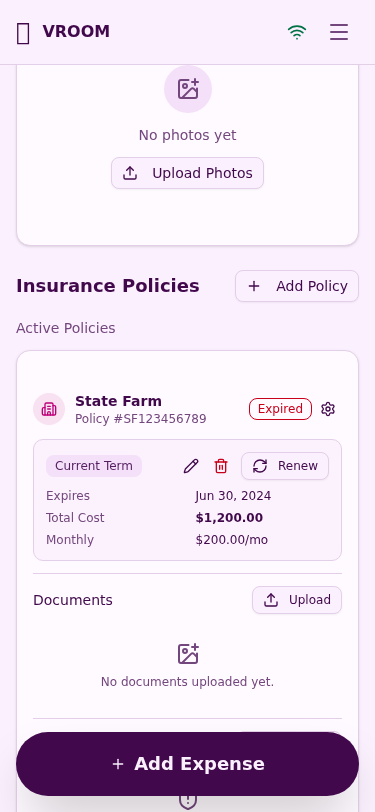 VROOM
No photos yet
Upload Photos
Insurance Policies
Add Policy
Active Policies
State Farm
Policy #SF123456789
Expired
Current Term
Renew
Expires Jun 30, 2024
Total Cost $1,200.00
Monthly $200.00/mo
Documents
Upload
No documents uploaded yet.
Add Expense